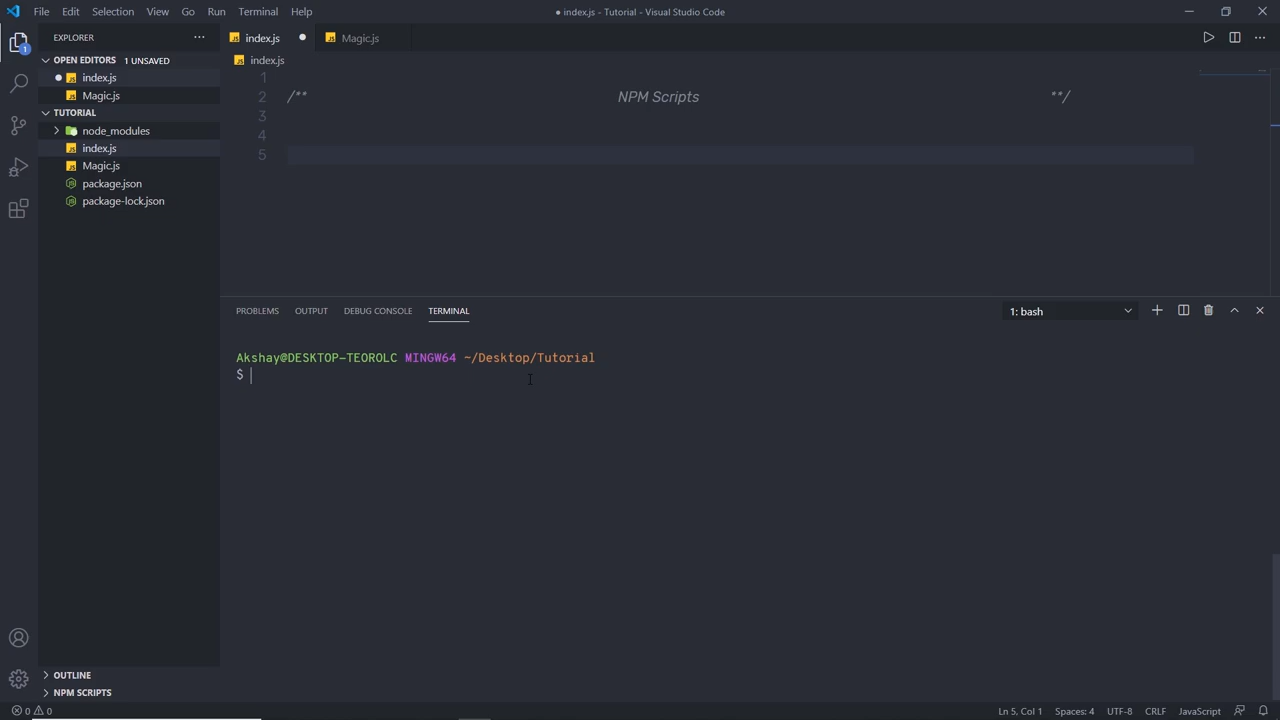 File Edit Selection View Go Run Terminal Help
● index.js - Tutorial - Visual Studio Code
EXPLORER
index.js
Magic.js
OPEN EDITORS 1 UNSAVED
index.js
Magic.js
TUTORIAL
node_modules
index.js
Magic.js
package.json
package-lock.json
OUTLINE
NPM SCRIPTS
1
index.js
1
2 /** NPM Scripts **/
3
4
5
PROBLEMS OUTPUT DEBUG CONSOLE TERMINAL
1: bash
Akshay@DESKTOP-TEOROLC MINGW64 ~/Desktop/Tutorial
$
0 0
Ln 5, Col 1 Spaces: 4 UTF-8 CRLF JavaScript